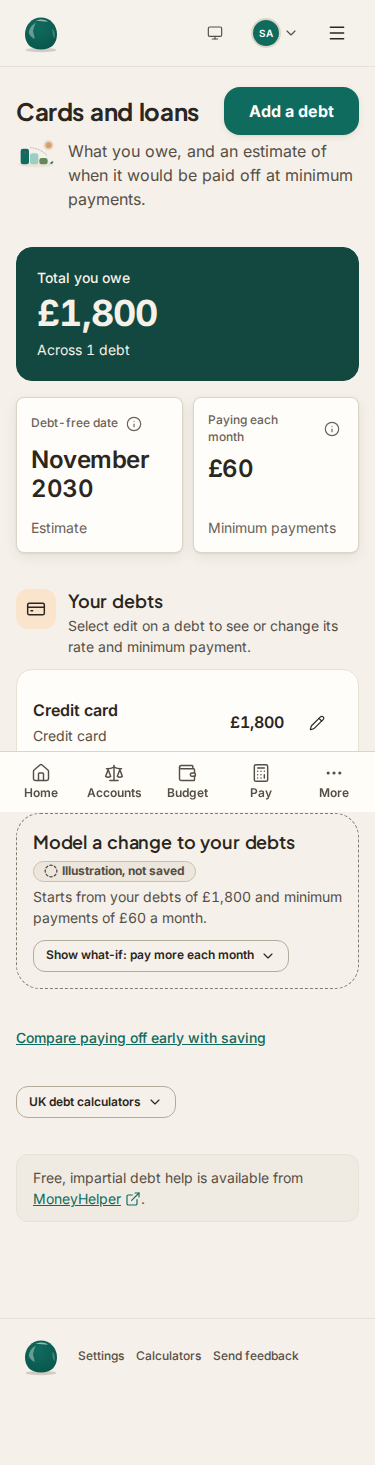 SA
Cards and loans
Add a debt
What you owe, and an estimate of
when it would be paid off at minimum
payments.
Total you owe
£1,800
Across 1 debt
Debt-free date
November
2030
Estimate
Paying each
month
£60
Minimum payments
Your debts
Select edit on a debt to see or change its
rate and minimum payment.
Credit card
£1,800
Credit card
Home Accounts Budget Pay More
Model a change to your debts
Illustration, not saved
Starts from your debts of £1,800 and minimum
payments of £60 a month.
Show what-if: pay more each month
Compare paying off early with saving
UK debt calculators
Free, impartial debt help is available from
MoneyHelper .
Settings Calculators Send feedback